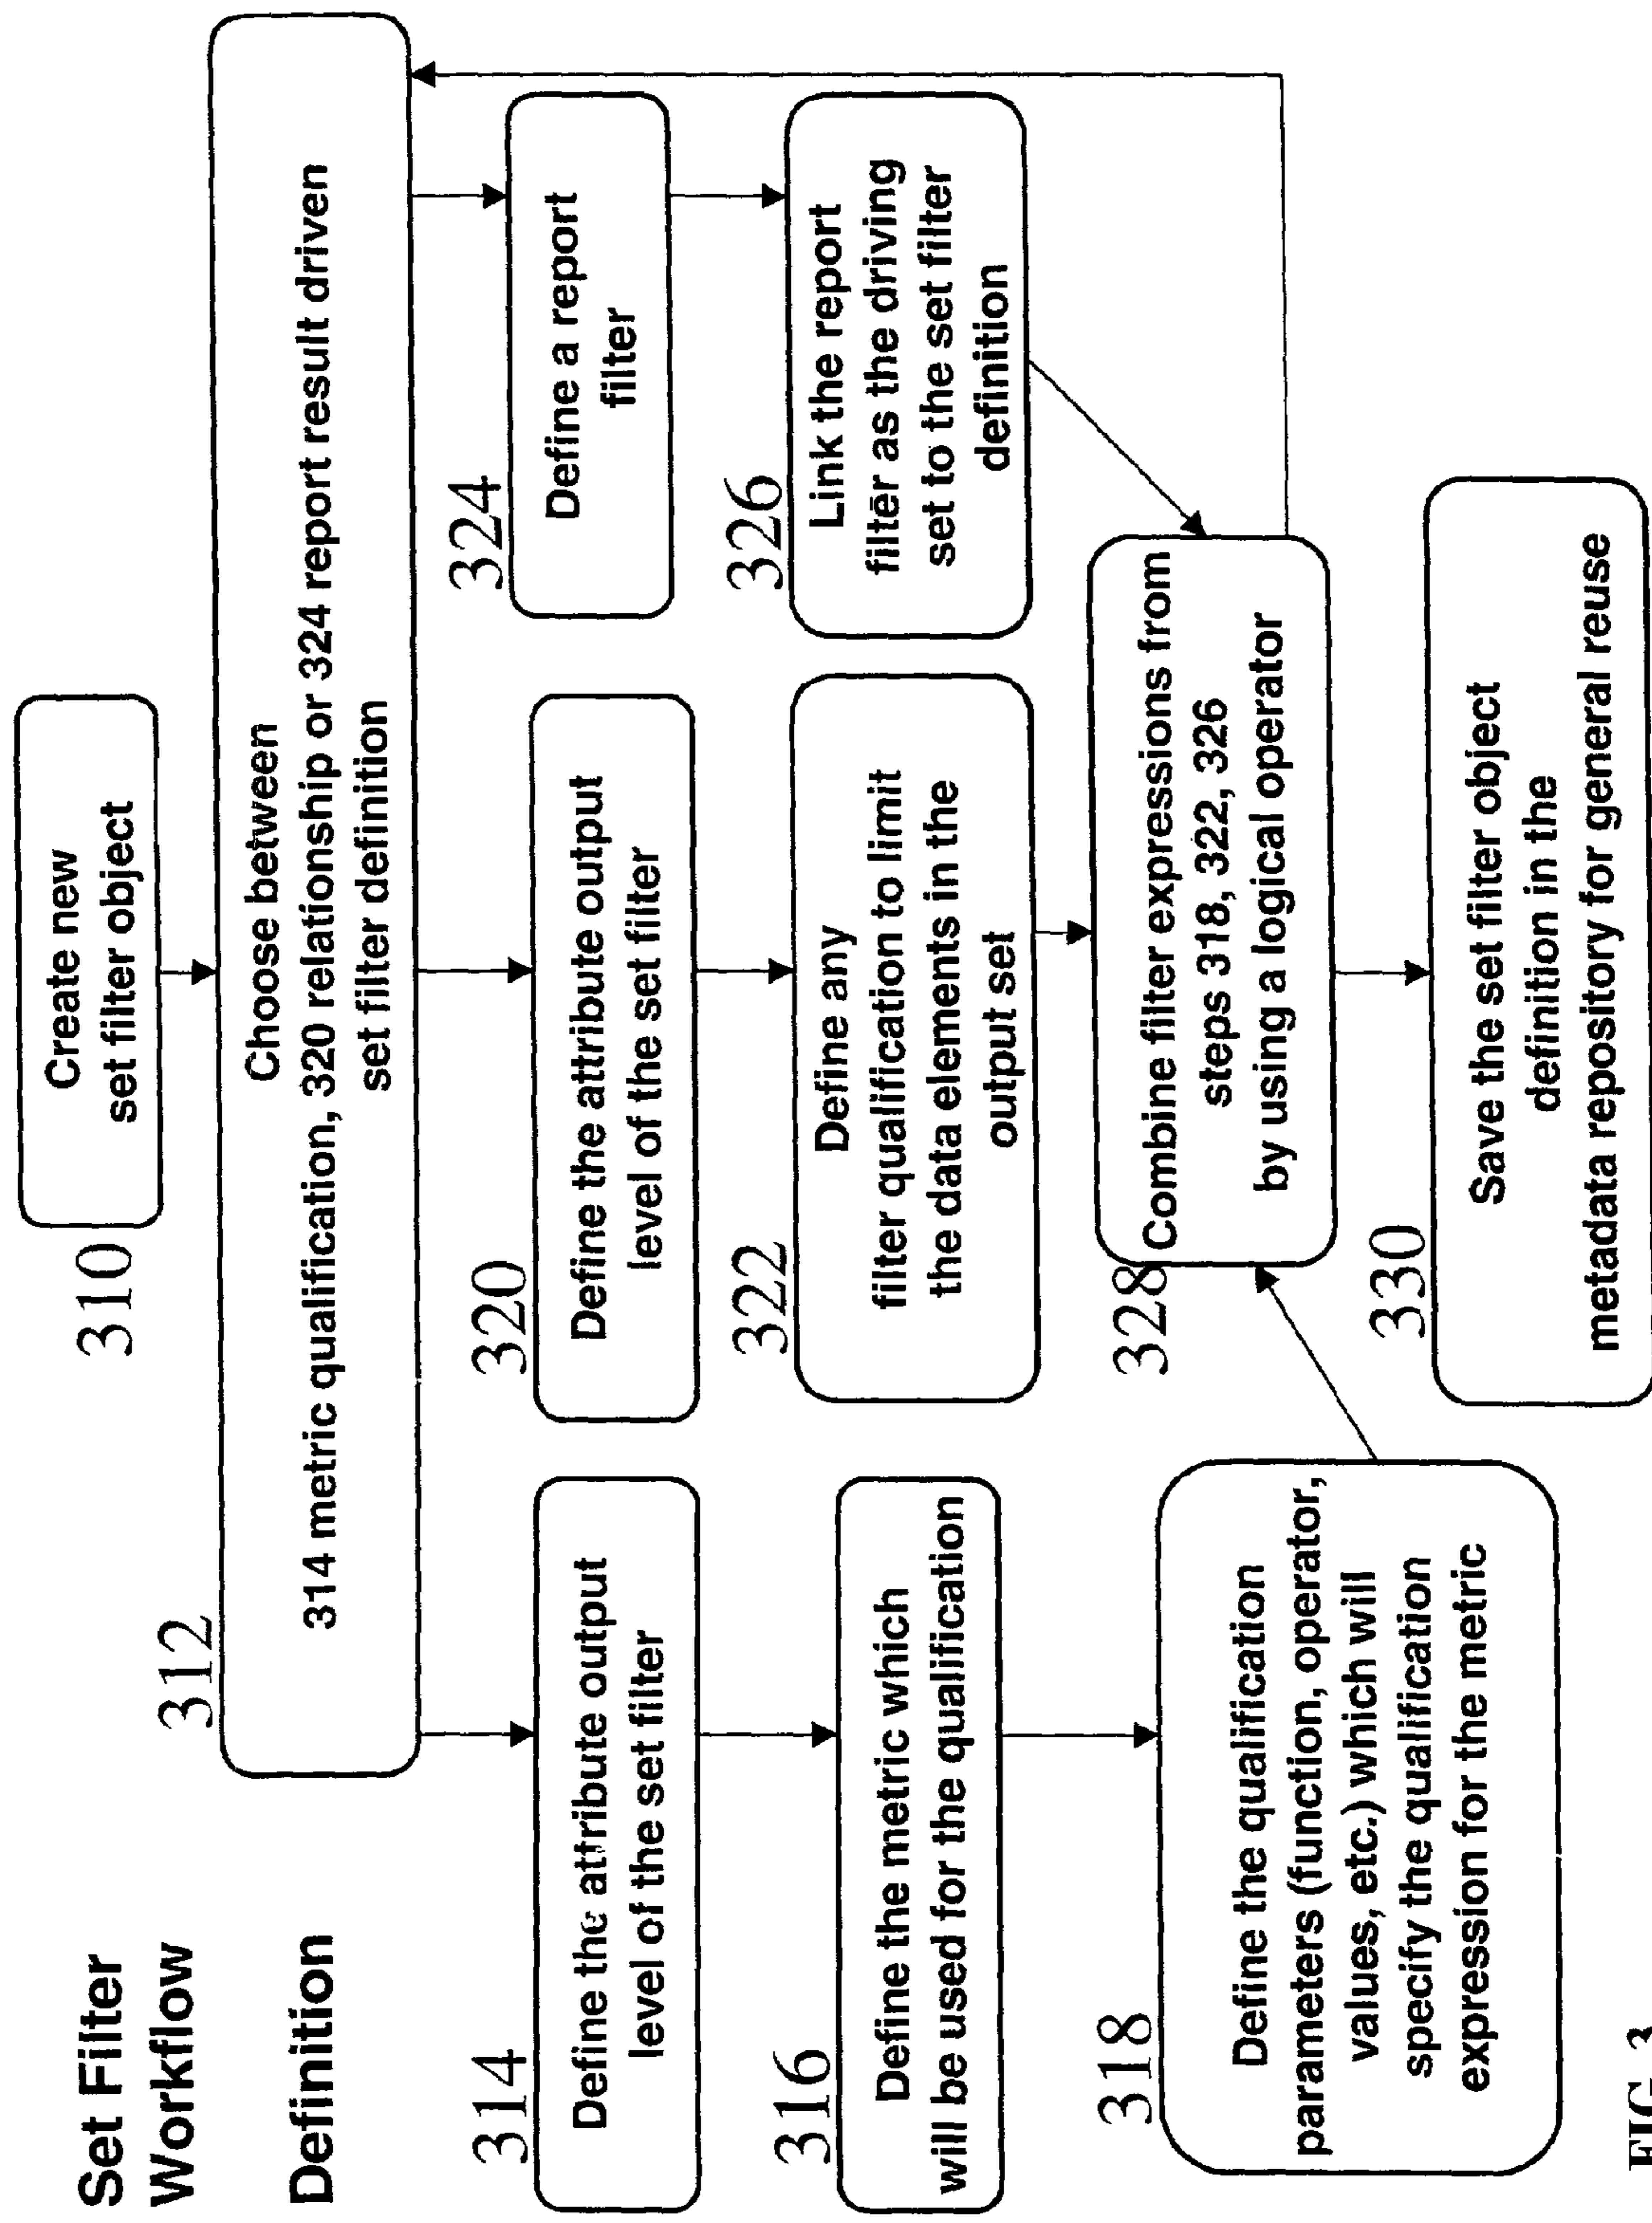 Set Filter
Workflow
Definition
310
Create new
set filter object
312
Choose between
314 metric qualification, 320 relationship or 324 report result driven
set filter definition
314
Define the attribute output
level of the set filter
316
Define the metric which
will be used for the qualification
318
Define the qualification
parameters (function, operator,
values, etc.) which will
specify the qualification
expression for the metric
320
Define the attribute output
level of the set filter
322
Define any
filter qualification to limit
the data elements in the
output set
324
Define a report
filter
326
Link the report
filter as the driving
set to the set filter
definition
328
Combine filter expressions from
steps 318, 322, 326
by using a logical operator
330
Save the set filter object
definition in the
metadata repository for general reuse
FIG 3